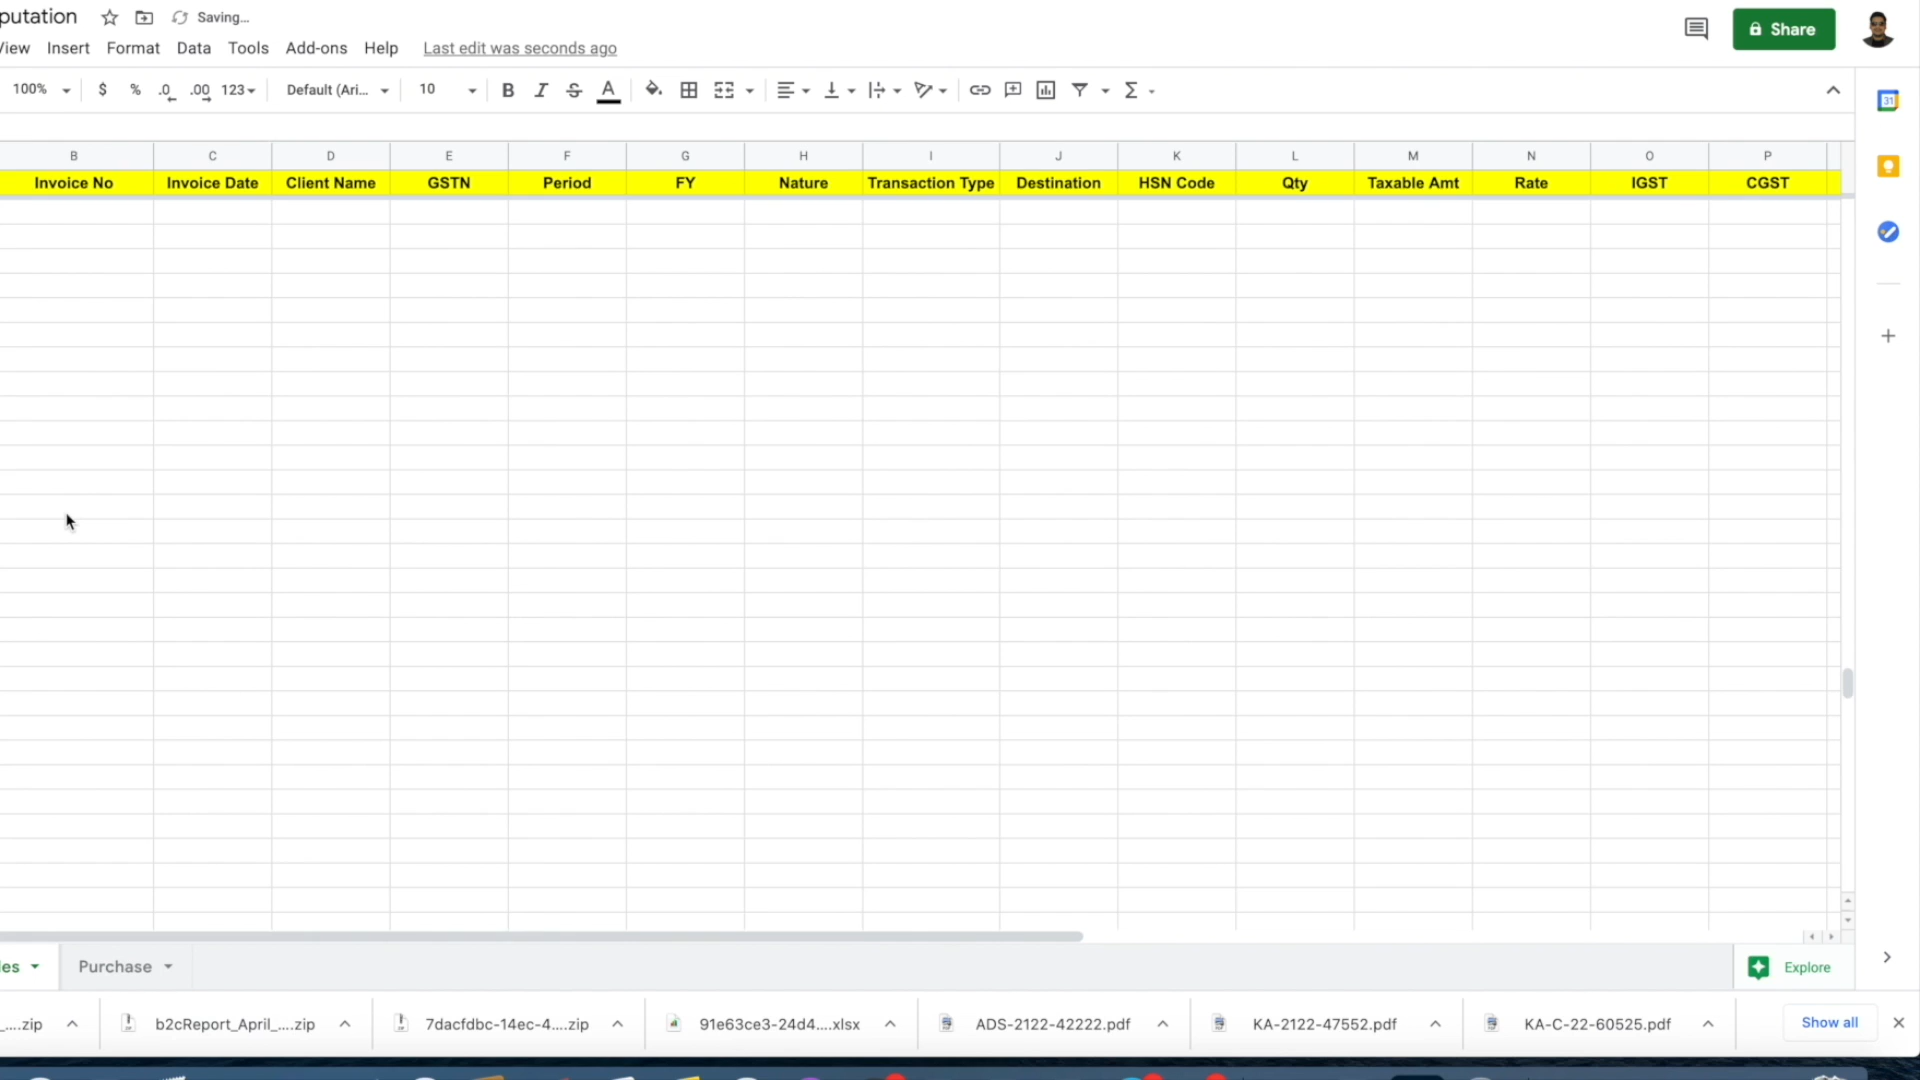 putation Saving...
View Insert Format Data Tools Add-ons Help Last edit was seconds ago
Share
100% $ % .0 .00 123 Default (Ari... 10 B I S A Σ
31
B C D E F G H I J K L M N O P
Invoice No Invoice Date Client Name GSTN Period FY Nature Transaction Type Destination HSN Code Qty Taxable Amt Rate IGST CGST
les Purchase Explore
_....zip b2cReport_April_....zip 7dacfdbc-14ec-4....zip 91e63ce3-24d4....xlsx ADS-2122-42222.pdf KA-2122-47552.pdf KA-C-22-60525.pdf Show all